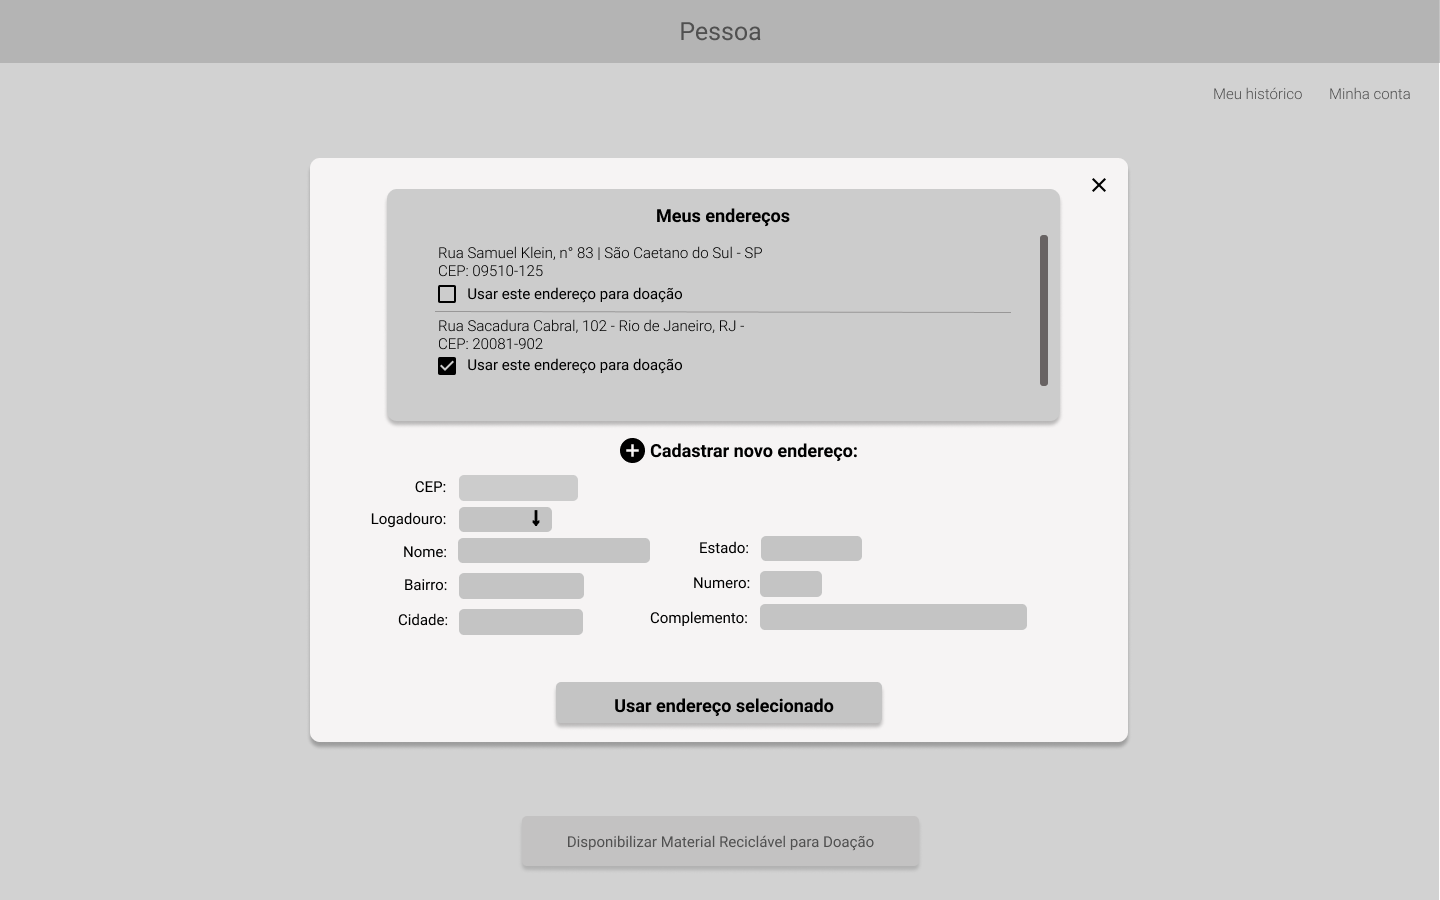 Pessoa
Meu histórico
Minha conta
Meus endereços
Rua Samuel Klein, n° 83 | São Caetano do Sul - SP
CEP: 09510-125
Usar este endereço para doação
Rua Sacadura Cabral, 102 - Rio de Janeiro, RJ -
CEP: 20081-902
Usar este endereço para doação
Cadastrar novo endereço:
CEP:
Logadouro:
Nome:
Estado:
Bairro:
Numero:
Cidade:
Complemento:
Usar endereço selecionado
Disponibilizar Material Reciclável para Doação